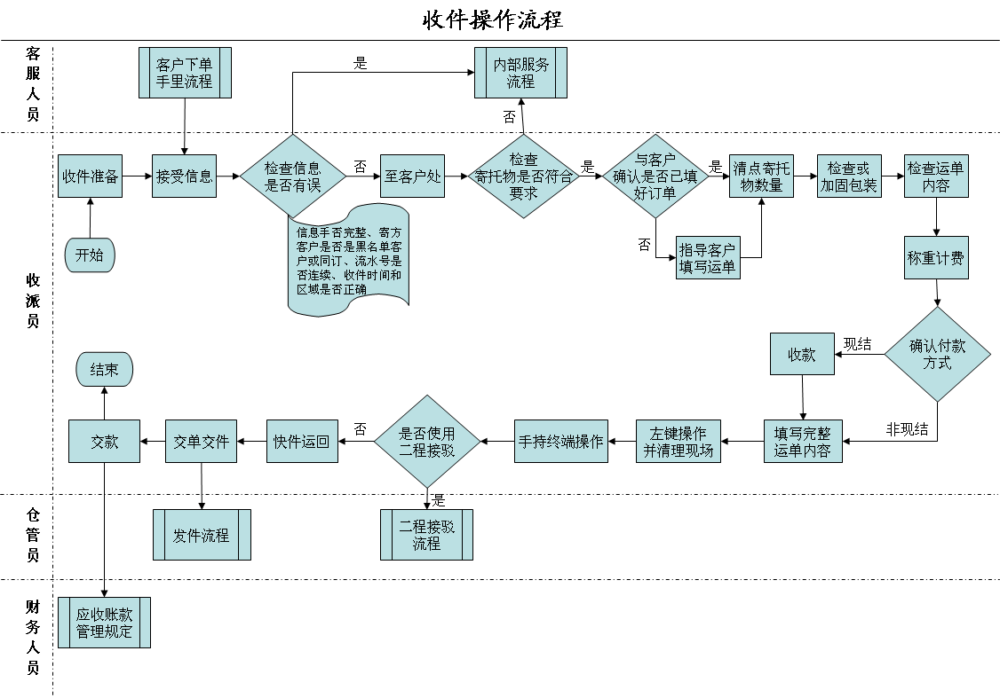 收件操作流程
客服人员
客户下单
手里流程
是
内部服务
流程
否
收派员
收件准备
接受信息
检查信息
是否有误
否
至客户处
检查
寄托物是否符合
要求
是
与客户
确认是否已填
好订单
是
清点寄托
物数量
检查或
加固包装
检查运单
内容
开始
信息手否完整、寄方
客户是否是黑名单客
户或同订、流水号是
否连续、收件时间和
区域是否正确
否
指导客户
填写运单
称重计费
确认付款
方式
现结
收款
非现结
结束
交款
交单交件
快件运回
否
是否使用
二程接驳
手持终端操作
左键操作
并清理现场
填写完整
运单内容
仓管员
是
发件流程
二程接驳
流程
财务人员
应收账款
管理规定